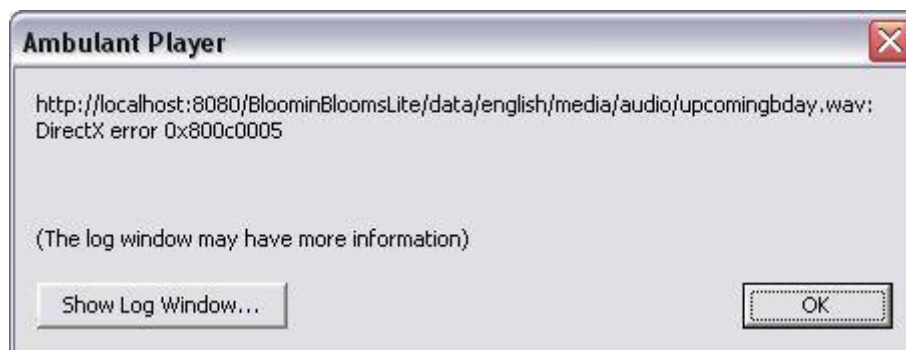 Ambulant Player
http://localhost:8080/BloominBloomsLite/data/english/media/audio/upcomingbday.wav:
DirectX error 0x800c0005
(The log window may have more information)
Show Log Window...
OK